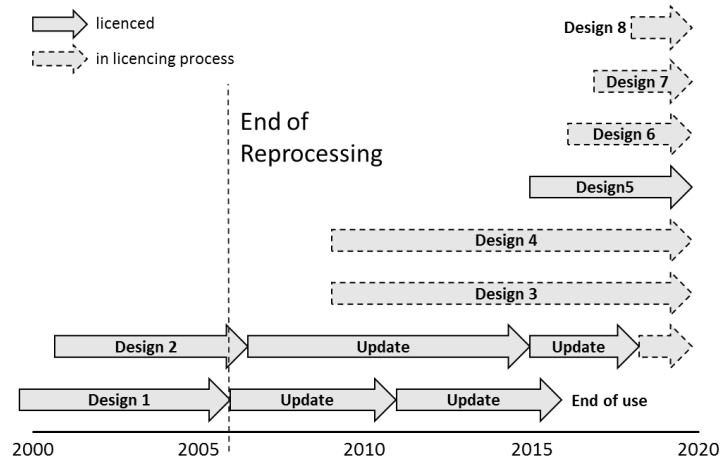 licenced
in licencing process
Design 8
Design 7
End of
Reprocessing
Design 6
Design5
Design 4
Design 3
Design 2 Update Update
Design 1 Update Update End of use
2000 2005 2010 2015 2020